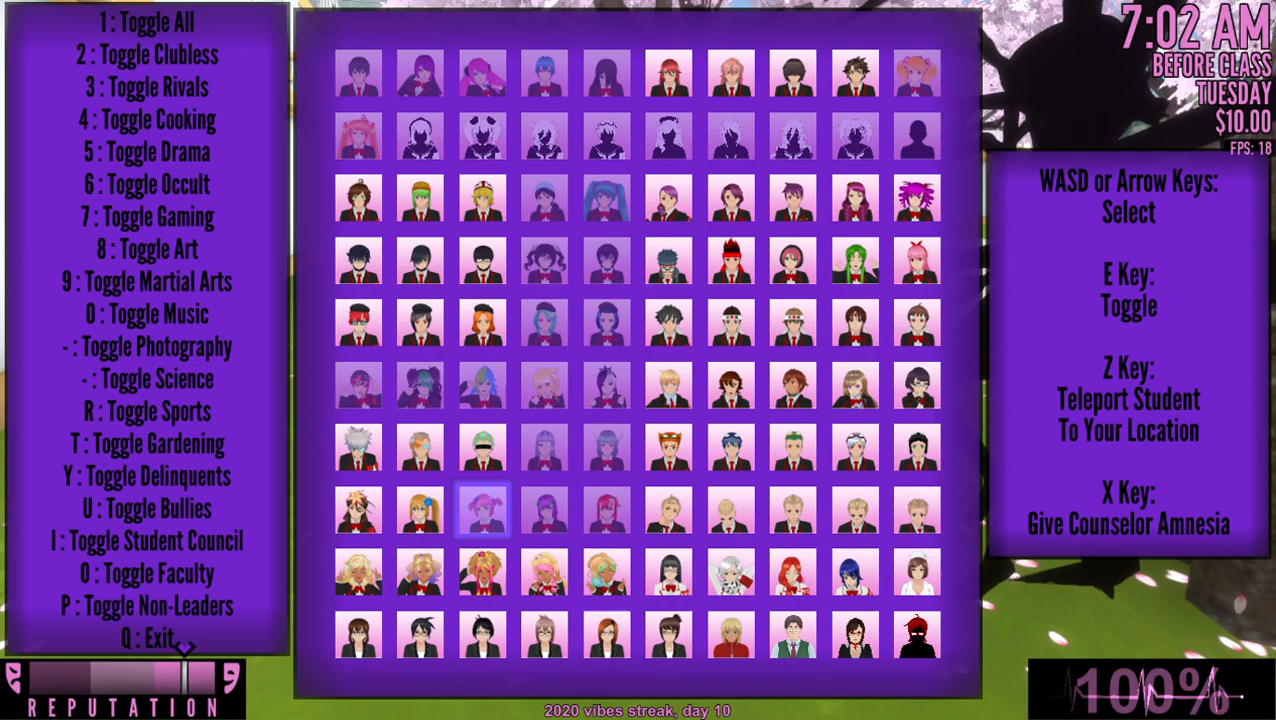 1 : Toggle All
2 : Toggle Clubless
3 : Toggle Rivals
4 : Toggle Cooking
5 : Toggle Drama
6 : Toggle Occult
7 : Toggle Gaming
8 : Toggle Art
9 : Toggle Martial Arts
0 : Toggle Music
- : Toggle Photography
- : Toggle Science
R : Toggle Sports
T : Toggle Gardening
Y : Toggle Delinquents
U : Toggle Bullies
I : Toggle Student Council
O : Toggle Faculty
P : Toggle Non-Leaders
Q : Exit
REPUTATION
2020 vibes streak, day 10
7:02 AM
BEFORE CLASS
TUESDAY
$10.00
FPS: 18
WASD or Arrow Keys:
Select
E Key:
Toggle
Z Key:
Teleport Student
To Your Location
X Key:
Give Counselor Amnesia
100%